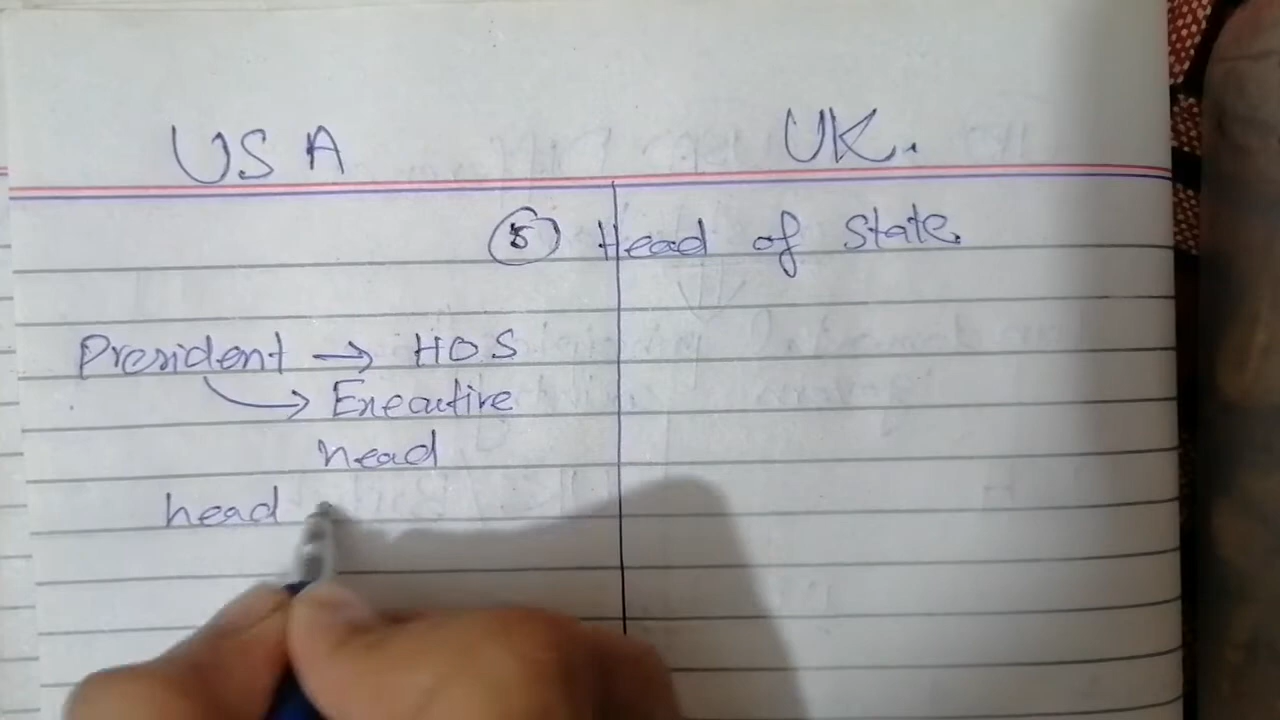 USA
UK.
5 Head of State.
President → HOS
→ Executive
head
head